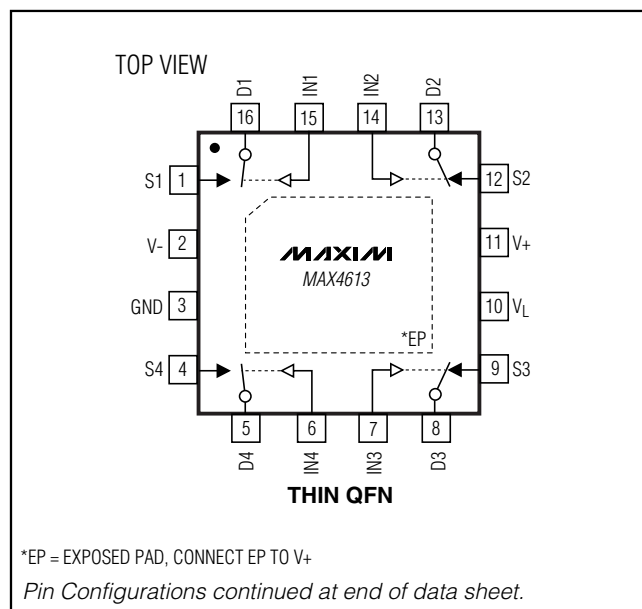 TOP VIEW
D1
IN1
IN2
D2
16
15
14
13
S1 1
12 S2
V- 2
11 V+
MAXIM
MAX4613
GND 3
10 VL
*EP
S4 4
9 S3
5
6
7
8
D4
IN4
IN3
D3
THIN QFN
*EP = EXPOSED PAD, CONNECT EP TO V+
Pin Configurations continued at end of data sheet.